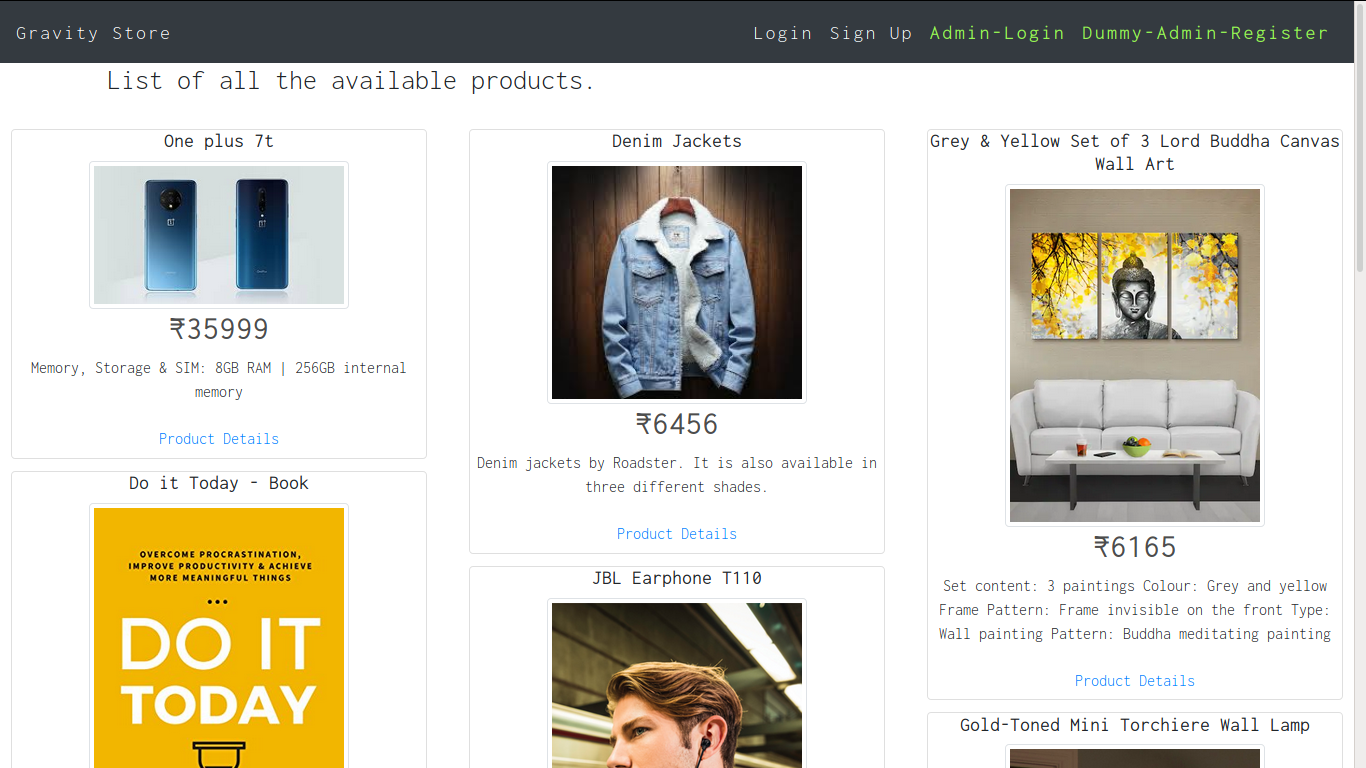 Gravity Store
Login Sign Up Admin-Login Dummy-Admin-Register
List of all the available products.
One plus 7t
₹35999
Memory, Storage & SIM: 8GB RAM | 256GB internal
memory
Product Details
Do it Today - Book
OVERCOME PROCRASTINATION,
IMPROVE PRODUCTIVITY & ACHIEVE
MORE MEANINGFUL THINGS
DO IT
TODAY
Denim Jackets
₹6456
Denim jackets by Roadster. It is also available in
three different shades.
Product Details
JBL Earphone T110
Grey & Yellow Set of 3 Lord Buddha Canvas
Wall Art
₹6165
Set content: 3 paintings Colour: Grey and yellow
Frame Pattern: Frame invisible on the front Type:
Wall painting Pattern: Buddha meditating painting
Product Details
Gold-Toned Mini Torchiere Wall Lamp